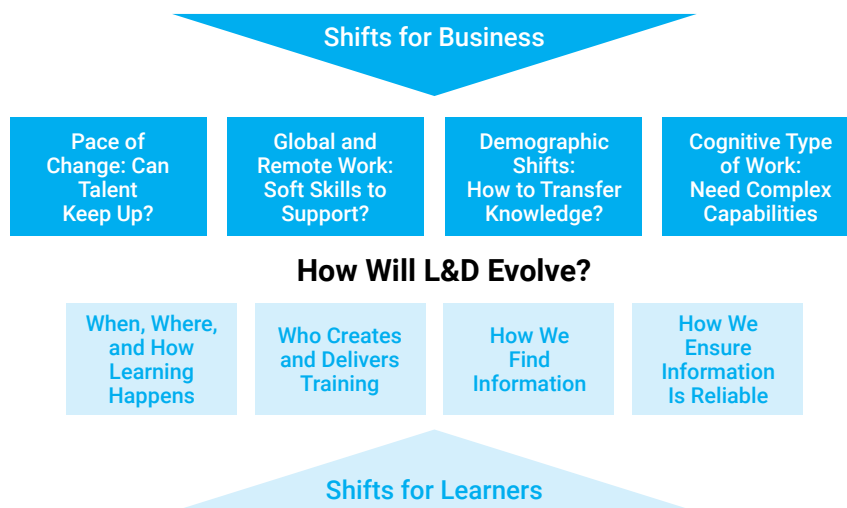 Shifts for Business
Pace of
Change: Can
Talent
Keep Up?
Global and
Remote Work:
Soft Skills to
Support?
Demographic
Shifts:
How to Transfer
Knowledge?
Cognitive Type
of Work:
Need Complex
Capabilities
How Will L&D Evolve?
When, Where,
and How
Learning
Happens
Who Creates
and Delivers
Training
How We
Find
Information
How We
Ensure
Information
Is Reliable
Shifts for Learners